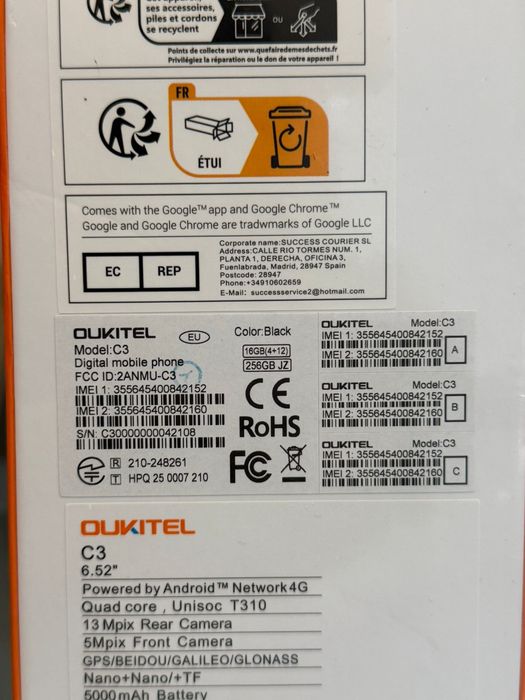 ses accessoires,
piles et cordons
se recyclent
OU
Points de collecte sur www.quefairedemesdechets.fr
Privilégiez la réparation ou le don de votre appareil !
FR
ÉTUI
Comes with the Google™ app and Google Chrome™
Google and Google Chrome are tradwmarks of Google LLC
EC REP
Corporate name:SUCCESS COURIER SL
Address:CALLE RIO TORMES NUM. 1,
PLANTA 1, DERECHA, OFICINA 3,
Fuenlabrada, Madrid, 28947 Spain
Postcode: 28947
Phone:+34910602659
E-Mail: successservice2@hotmail.com
OUKITEL EU
Model:C3
Digital mobile phone
FCC ID:2ANMU-C3
IMEI 1: 355645400842152
IMEI 2: 355645400842160
S/N: C3000000042108
R 210-248261
T HPQ 25 0007 210
Color:Black
16GB(4+12)
256GB JZ
CE
RoHS
FC
OUKITEL Model:C3
IMEI 1: 355645400842152
IMEI 2: 355645400842160
A
OUKITEL Model:C3
IMEI 1: 355645400842152
IMEI 2: 355645400842160
B
OUKITEL Model:C3
IMEI 1: 355645400842152
IMEI 2: 355645400842160
C
OUKITEL
C3
6.52"
Powered by Android™ Network4G
Quad core , Unisoc T310
13 Mpix Rear Camera
5Mpix Front Camera
GPS/BEIDOU/GALILEO/GLONASS
Nano+Nano/+TF
5000mAh Battery